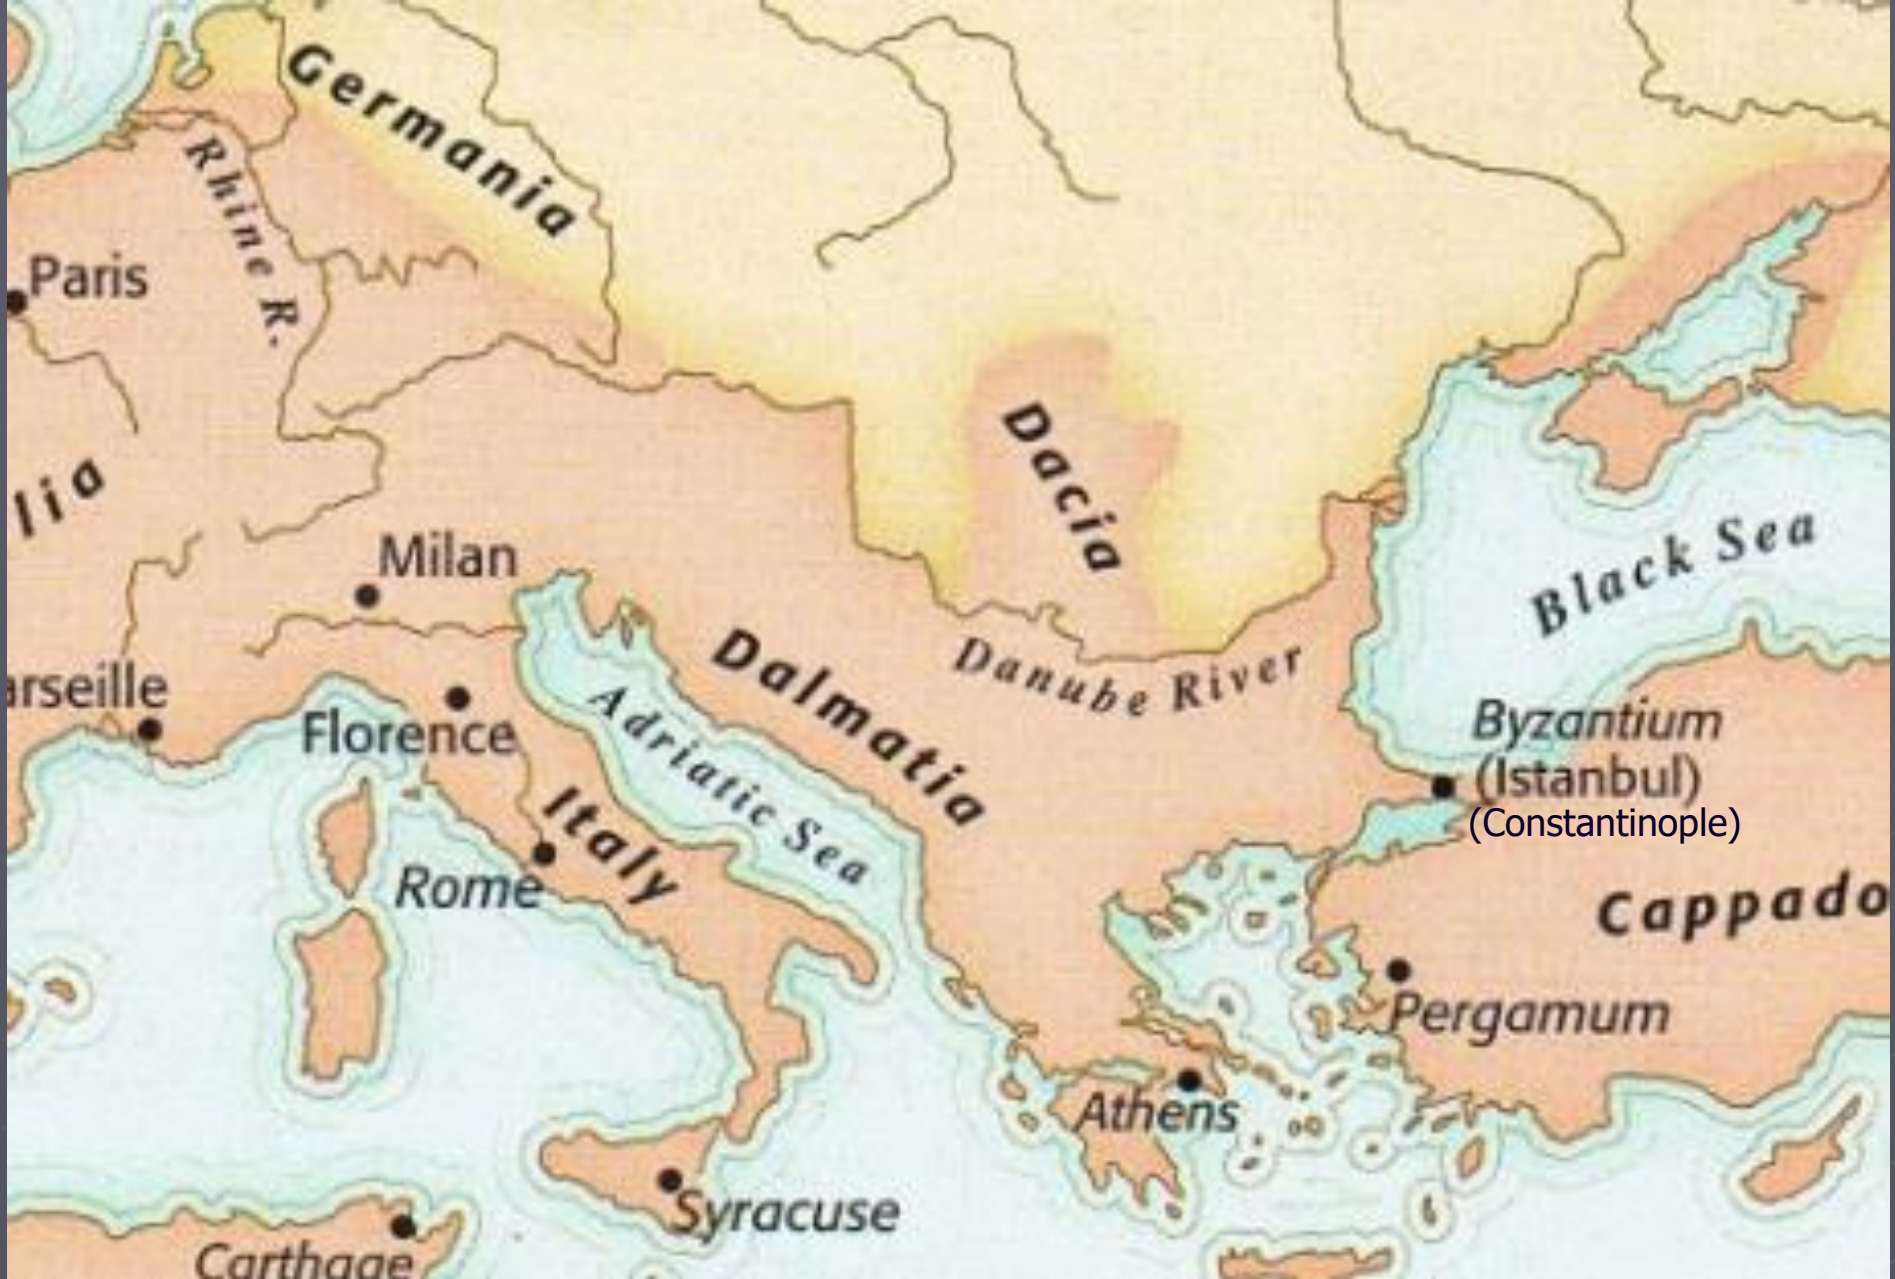 Germania
Rhine R.
Paris
lia
Dacia
Milan
Black Sea
Dalmatia
Danube River
arseille
Florence
Adriatic Sea
Byzantium
(Istanbul)
(Constantinople)
Italy
Rome
Cappado
Pergamum
Athens
Syracuse
Carthage